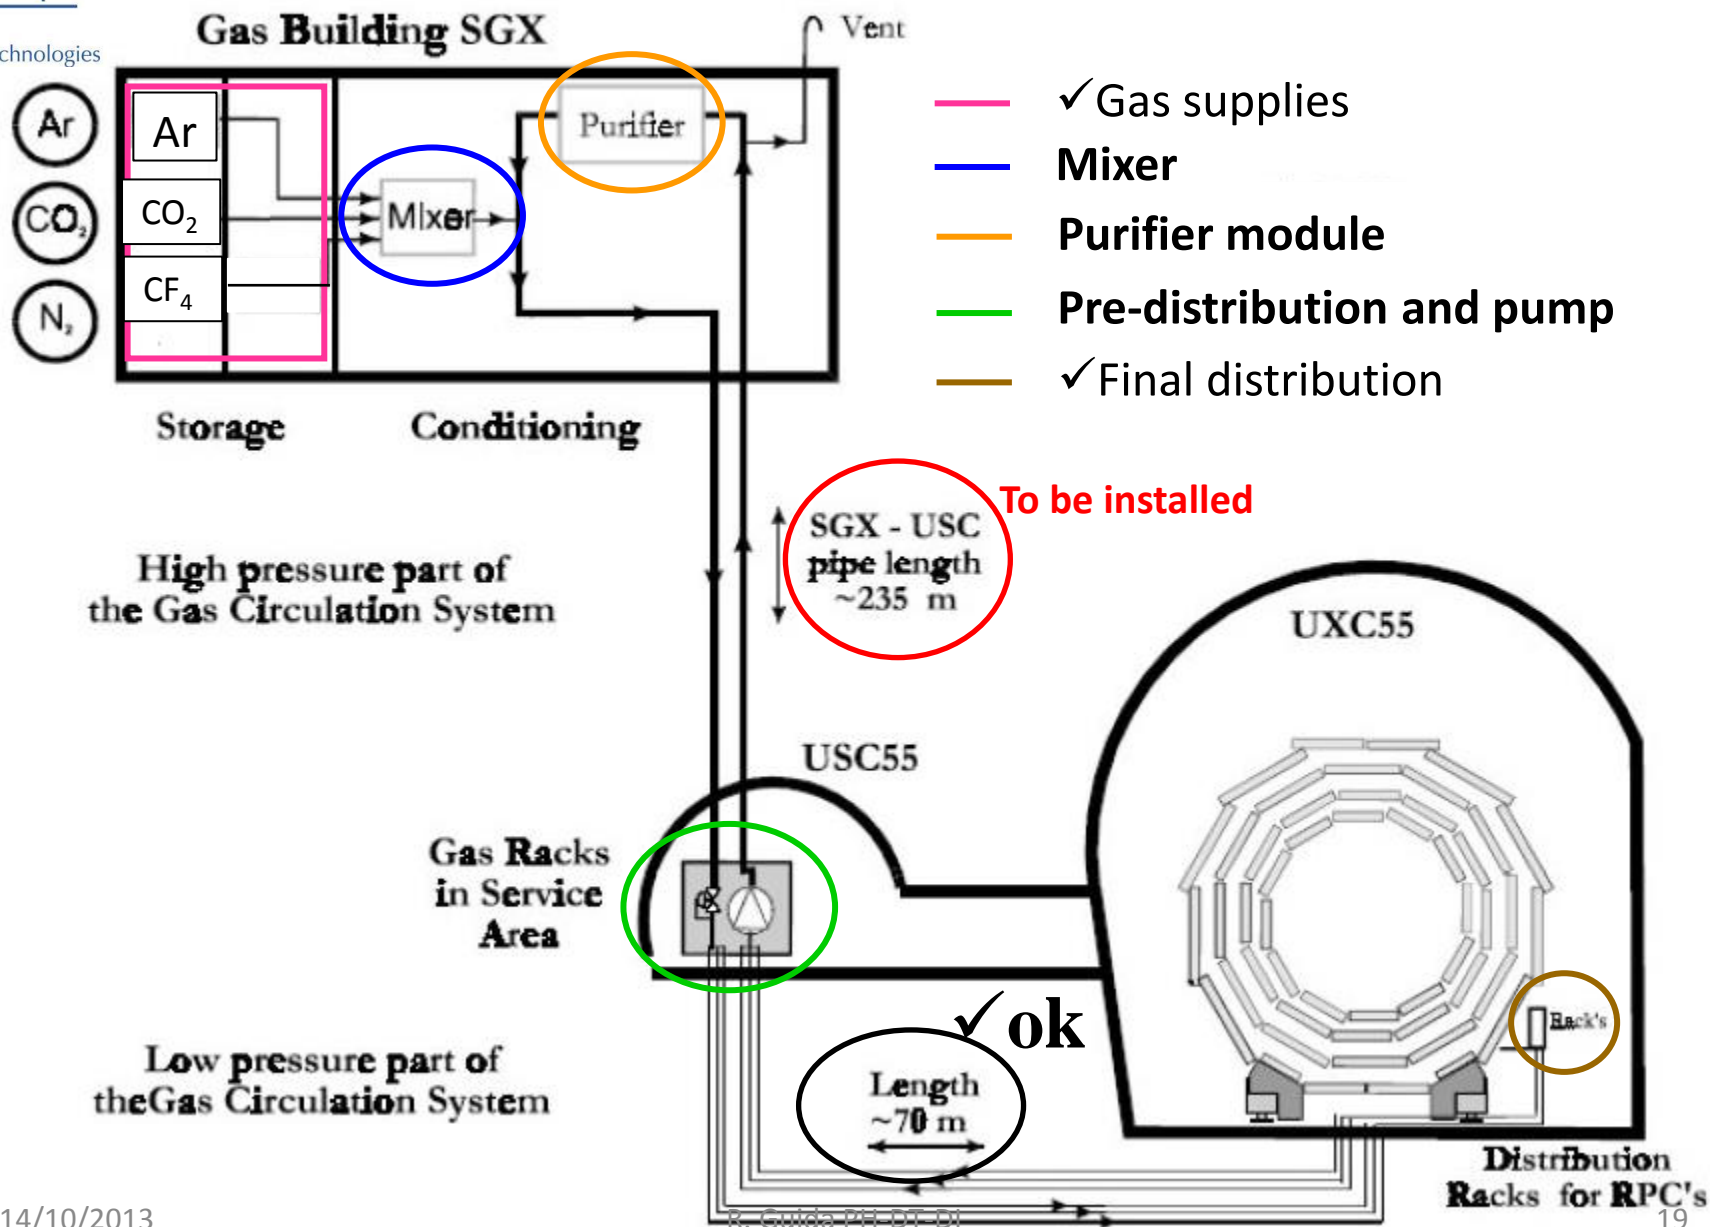 chnologies
Gas Building SGX
Vent
Ar
CO₂
N₂
Ar
CO₂
CF₄
Mixer
Purifier
✓Gas supplies
Mixer
Purifier module
Pre-distribution and pump
✓Final distribution
Storage
Conditioning
To be installed
SGX - USC
pipe length
~235 m
High pressure part of
the Gas Circulation System
UXC55
USC55
Gas Racks
in Service
Area
Rack's
✓ok
Low pressure part of
theGas Circulation System
Length
~70 m
Distribution
Racks for RPC's
14/10/2013
R. Guida PH-DT-DI
19